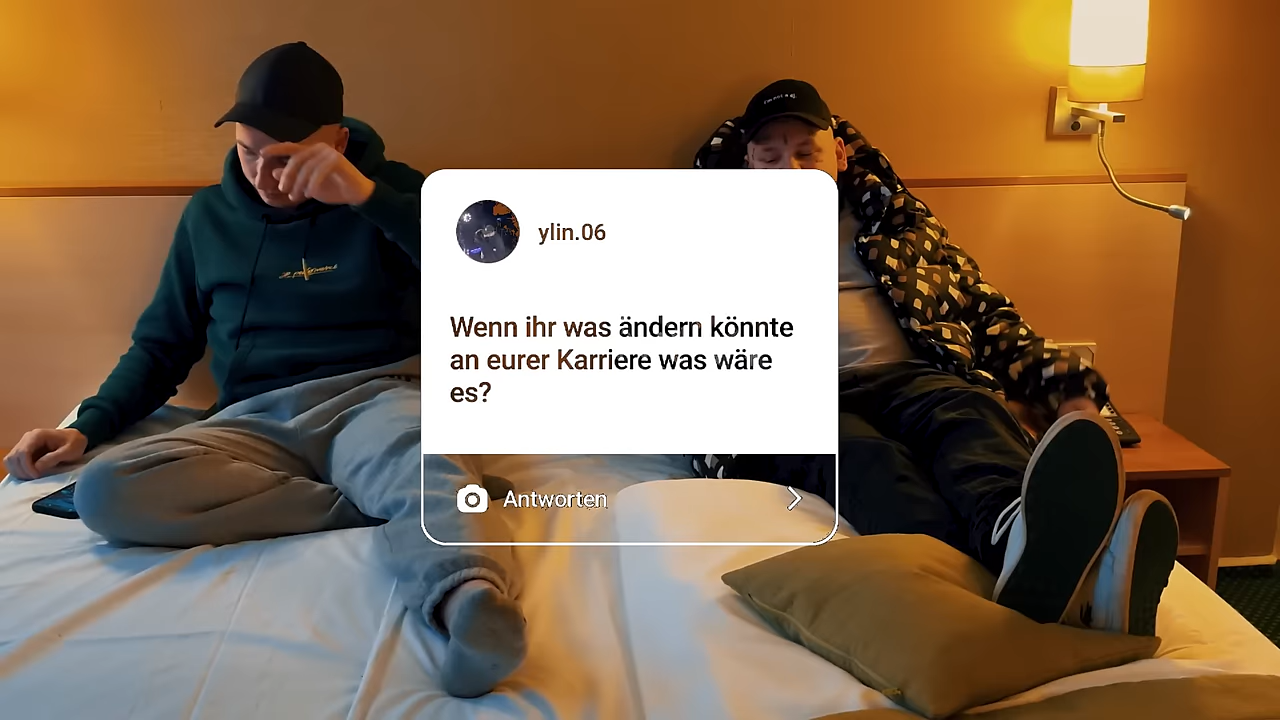 ylin.06
Wenn ihr was ändern könnte
an eurer Karriere was wäre
es?
Antworten